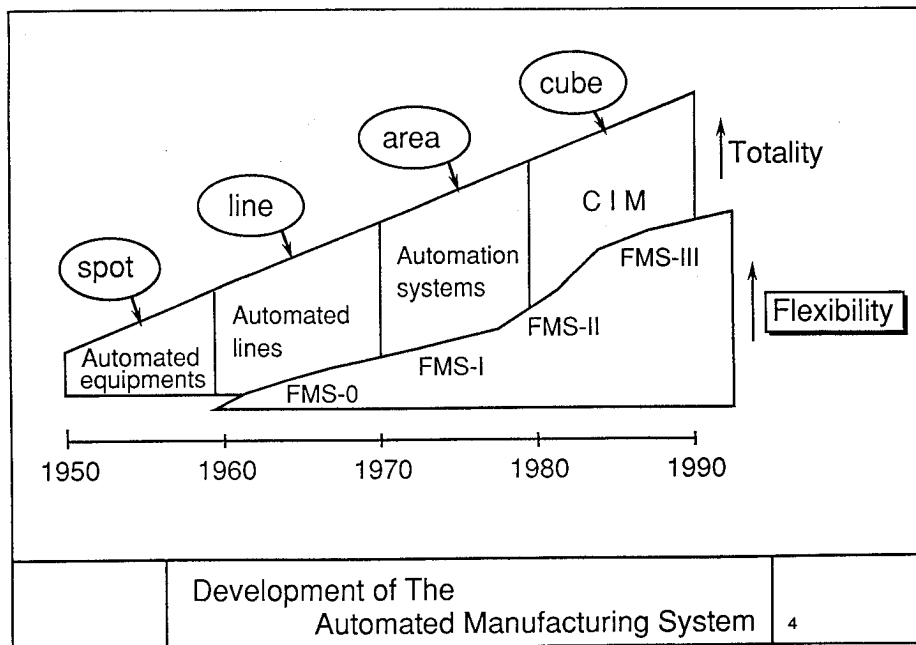 cube
area
line
spot
Totality
C I M
Automation
systems
FMS-III
Automated
lines
Flexibility
FMS-II
Automated
equipments
FMS-I
FMS-0
1950
1960
1970
1980
1990
Development of The
Automated Manufacturing System
4